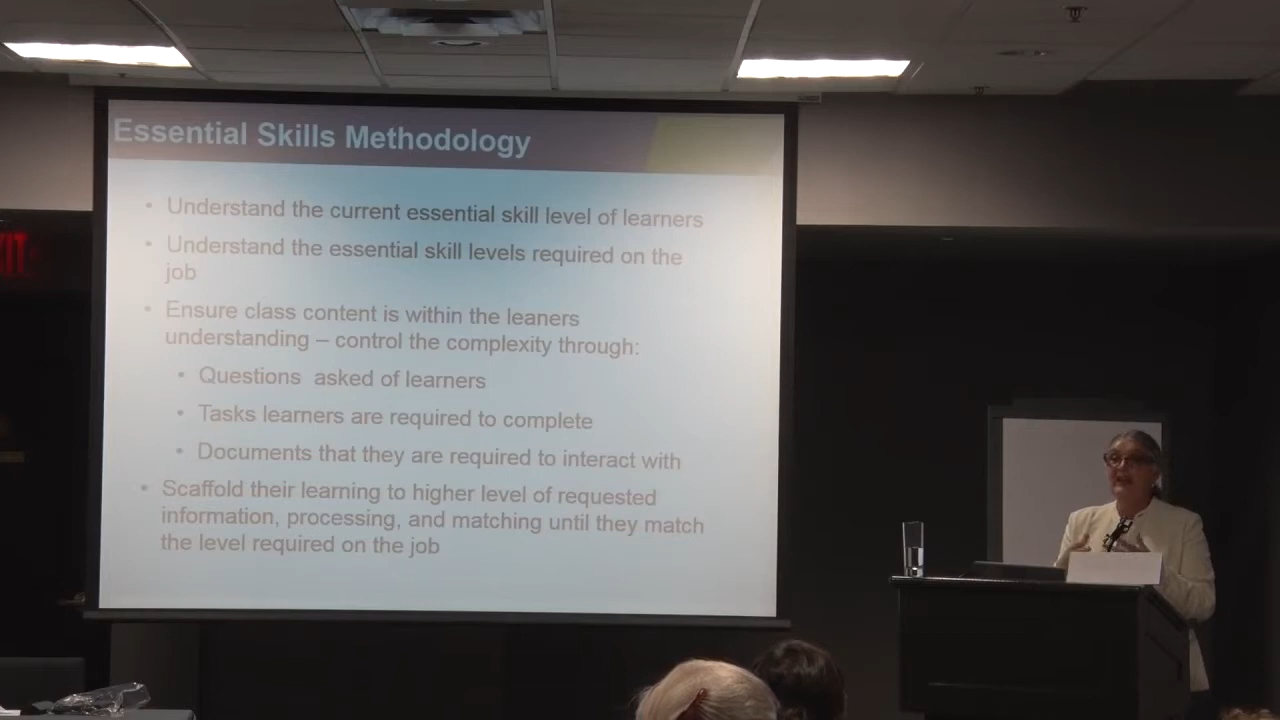 Essential Skills Methodology
• Understand the current essential skill level of learners
• Understand the essential skill levels required on the
job
• Ensure class content is within the leaners
understanding – control the complexity through:
• Questions asked of learners
• Tasks learners are required to complete
• Documents that they are required to interact with
• Scaffold their learning to higher level of requested
information, processing, and matching until they match
the level required on the job
XIT